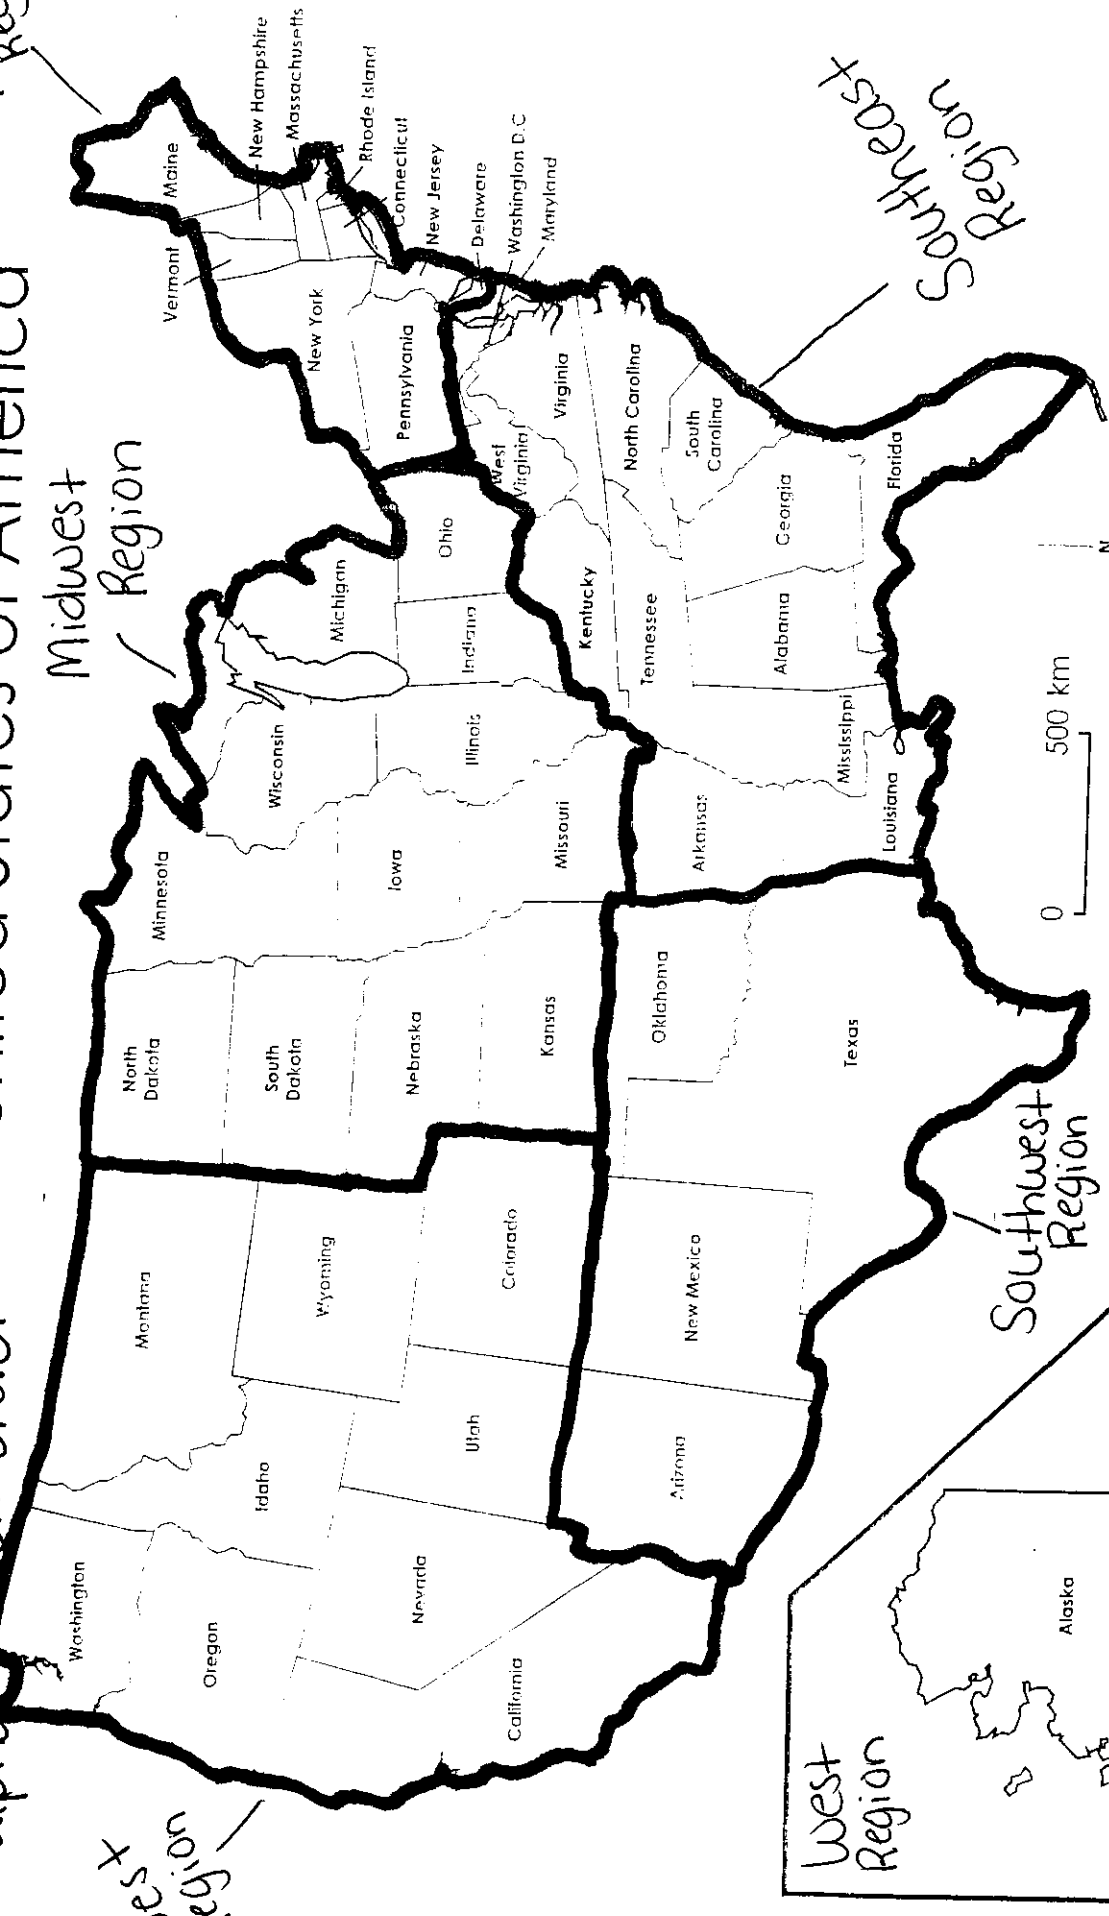 United States of America
Midwest
Region
Southeast
Region
Southwest
Region
West
Region
Region
Washington
Oregon
California
Nevada
Idaho
Montana
Wyoming
Utah
Colorado
Arizona
New Mexico
North
Dakota
South
Dakota
Nebraska
Kansas
Oklahoma
Texas
Minnesota
Iowa
Missouri
Wisconsin
Illinois
Michigan
Indiana
Ohio
Arkansas
Louisiana
Mississippi
Kentucky
Tennessee
Alabama
Georgia
Florida
South
Carolina
North Carolina
Virginia
West
Virginia
Pennsylvania
New York
Vermont
Maine
New Hampshire
Massachusetts
Rhode Island
Connecticut
New Jersey
Delaware
Washington D.C
Maryland
Alaska
0 500 km
N